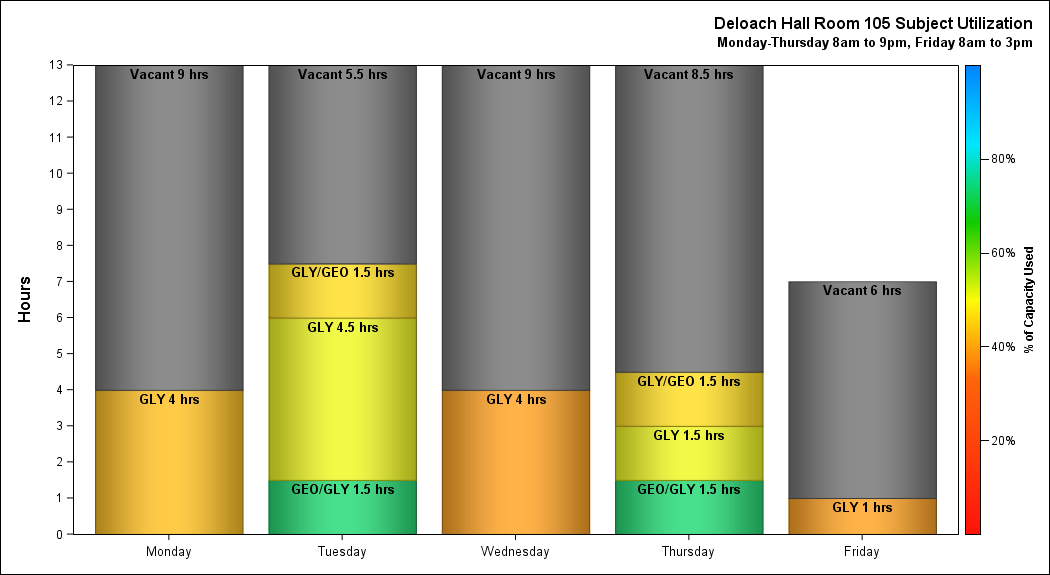 Deloach Hall Room 105 Subject Utilization
Monday-Thursday 8am to 9pm, Friday 8am to 3pm
Hours
13
12
11
10
9
8
7
6
5
4
3
2
1
0
Vacant 9 hrs
GLY 4 hrs
Vacant 5.5 hrs
GLY/GEO 1.5 hrs
GLY 4.5 hrs
GEO/GLY 1.5 hrs
Vacant 9 hrs
GLY 4 hrs
Vacant 8.5 hrs
GLY/GEO 1.5 hrs
GLY 1.5 hrs
GEO/GLY 1.5 hrs
Vacant 6 hrs
GLY 1 hrs
Monday Tuesday Wednesday Thursday Friday
80%
60%
40%
20%
% of Capacity Used